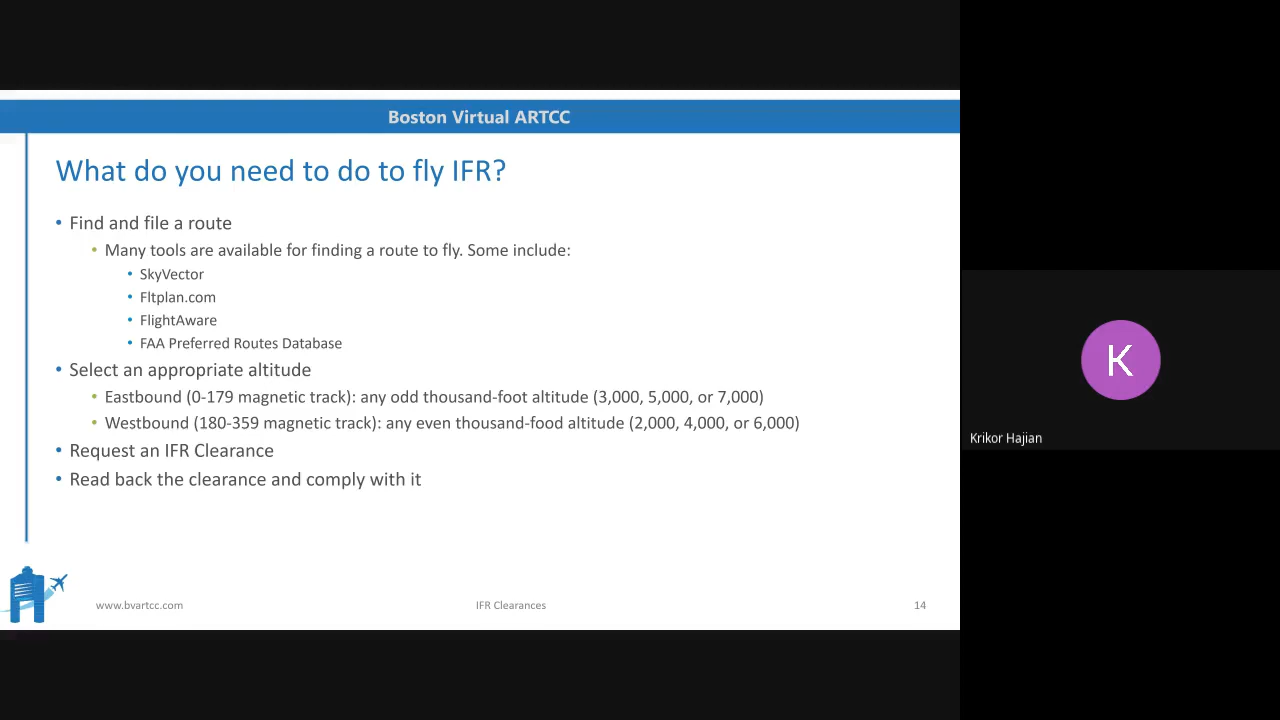 Boston Virtual ARTCC
What do you need to do to fly IFR?
• Find and file a route
• Many tools are available for finding a route to fly. Some include:
• SkyVector
• Fltplan.com
• FlightAware
• FAA Preferred Routes Database
• Select an appropriate altitude
• Eastbound (0-179 magnetic track): any odd thousand-foot altitude (3,000, 5,000, or 7,000)
• Westbound (180-359 magnetic track): any even thousand-food altitude (2,000, 4,000, or 6,000)
• Request an IFR Clearance
• Read back the clearance and comply with it
www.bvartcc.com
IFR Clearances
14
K
Krikor Hajian